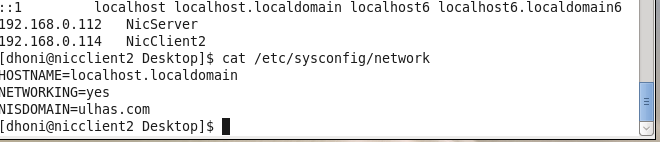 ::1        localhost localhost.localdomain localhost6 localhost6.localdomain6
192.168.0.112   NicServer
192.168.0.114   NicClient2
[dhoni@nicclient2 Desktop]$ cat /etc/sysconfig/network
HOSTNAME=localhost.localdomain
NETWORKING=yes
NISDOMAIN=ulhas.com
[dhoni@nicclient2 Desktop]$